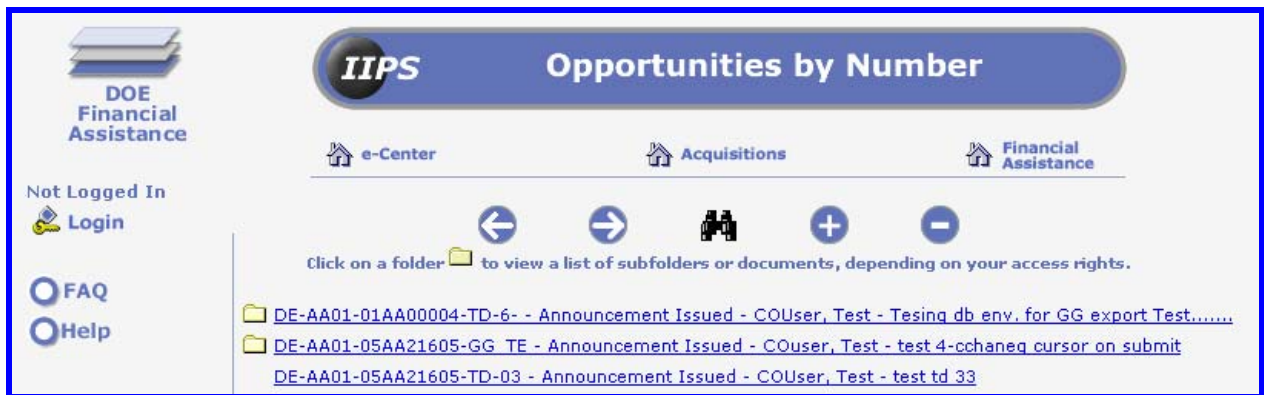 DOE
Financial
Assistance
Not Logged In
Login
FAQ
Help
IIPS
Opportunities by Number
e-Center
Acquisitions
Financial
Assistance
Click on a folder to view a list of subfolders or documents, depending on your access rights.
DE-AA01-01AA00004-TD-6- - Announcement Issued - COUser, Test - Tesing db env. for GG export Test.......
DE-AA01-05AA21605-GG_TE - Announcement Issued - COuser, Test - test 4-cchaneg cursor on submit
DE-AA01-05AA21605-TD-03 - Announcement Issued - COUser, Test - test td 33